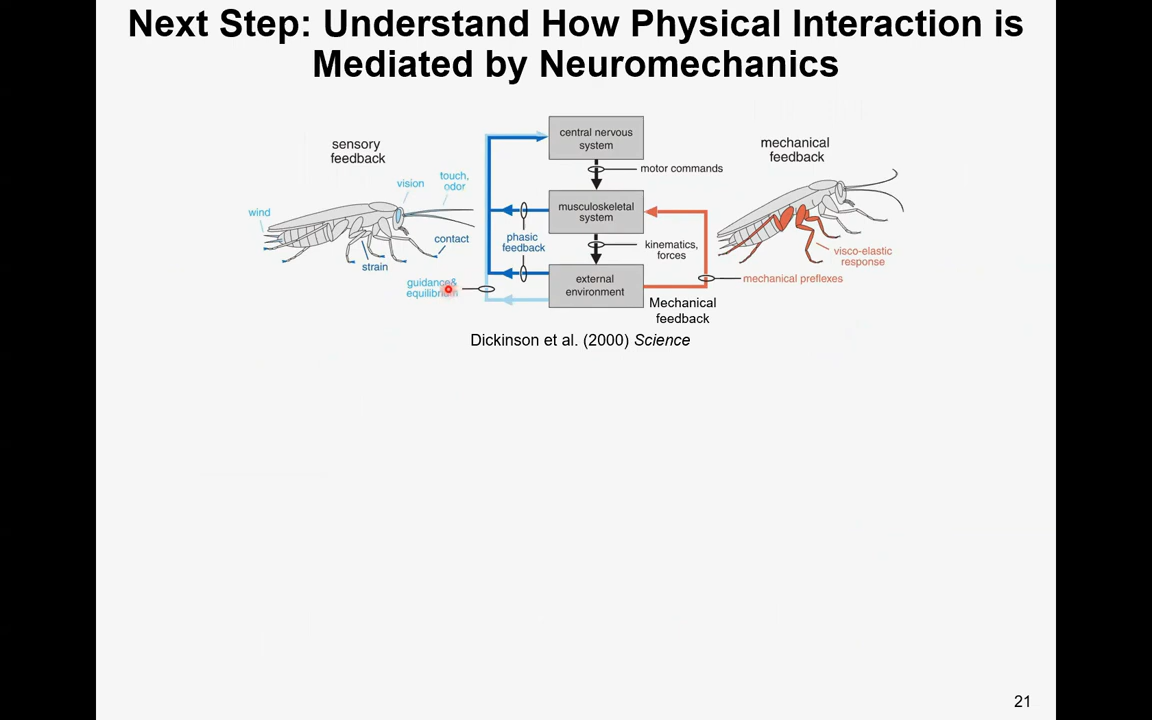 Next Step: Understand How Physical Interaction is
Mediated by Neuromechanics
sensory
feedback
vision
touch,
odor
wind
contact
strain
guidance&
equilibrium
central nervous
system
motor commands
musculoskeletal
system
phasic
feedback
kinematics,
forces
external
environment
Mechanical
feedback
mechanical
feedback
visco-elastic
response
mechanical preflexes
Dickinson et al. (2000) Science
21